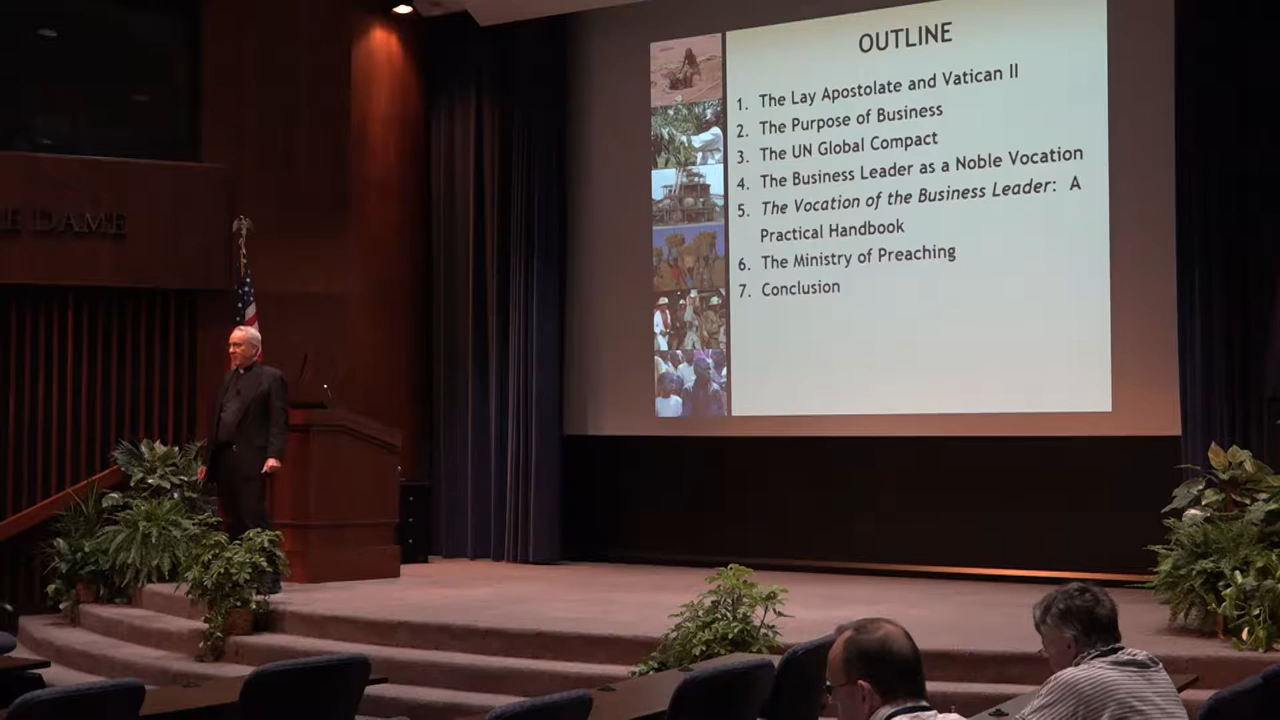 OUTLINE
1. The Lay Apostolate and Vatican II
2. The Purpose of Business
3. The UN Global Compact
4. The Business Leader as a Noble Vocation
5. The Vocation of the Business Leader: A
Practical Handbook
6. The Ministry of Preaching
7. Conclusion
E DAME